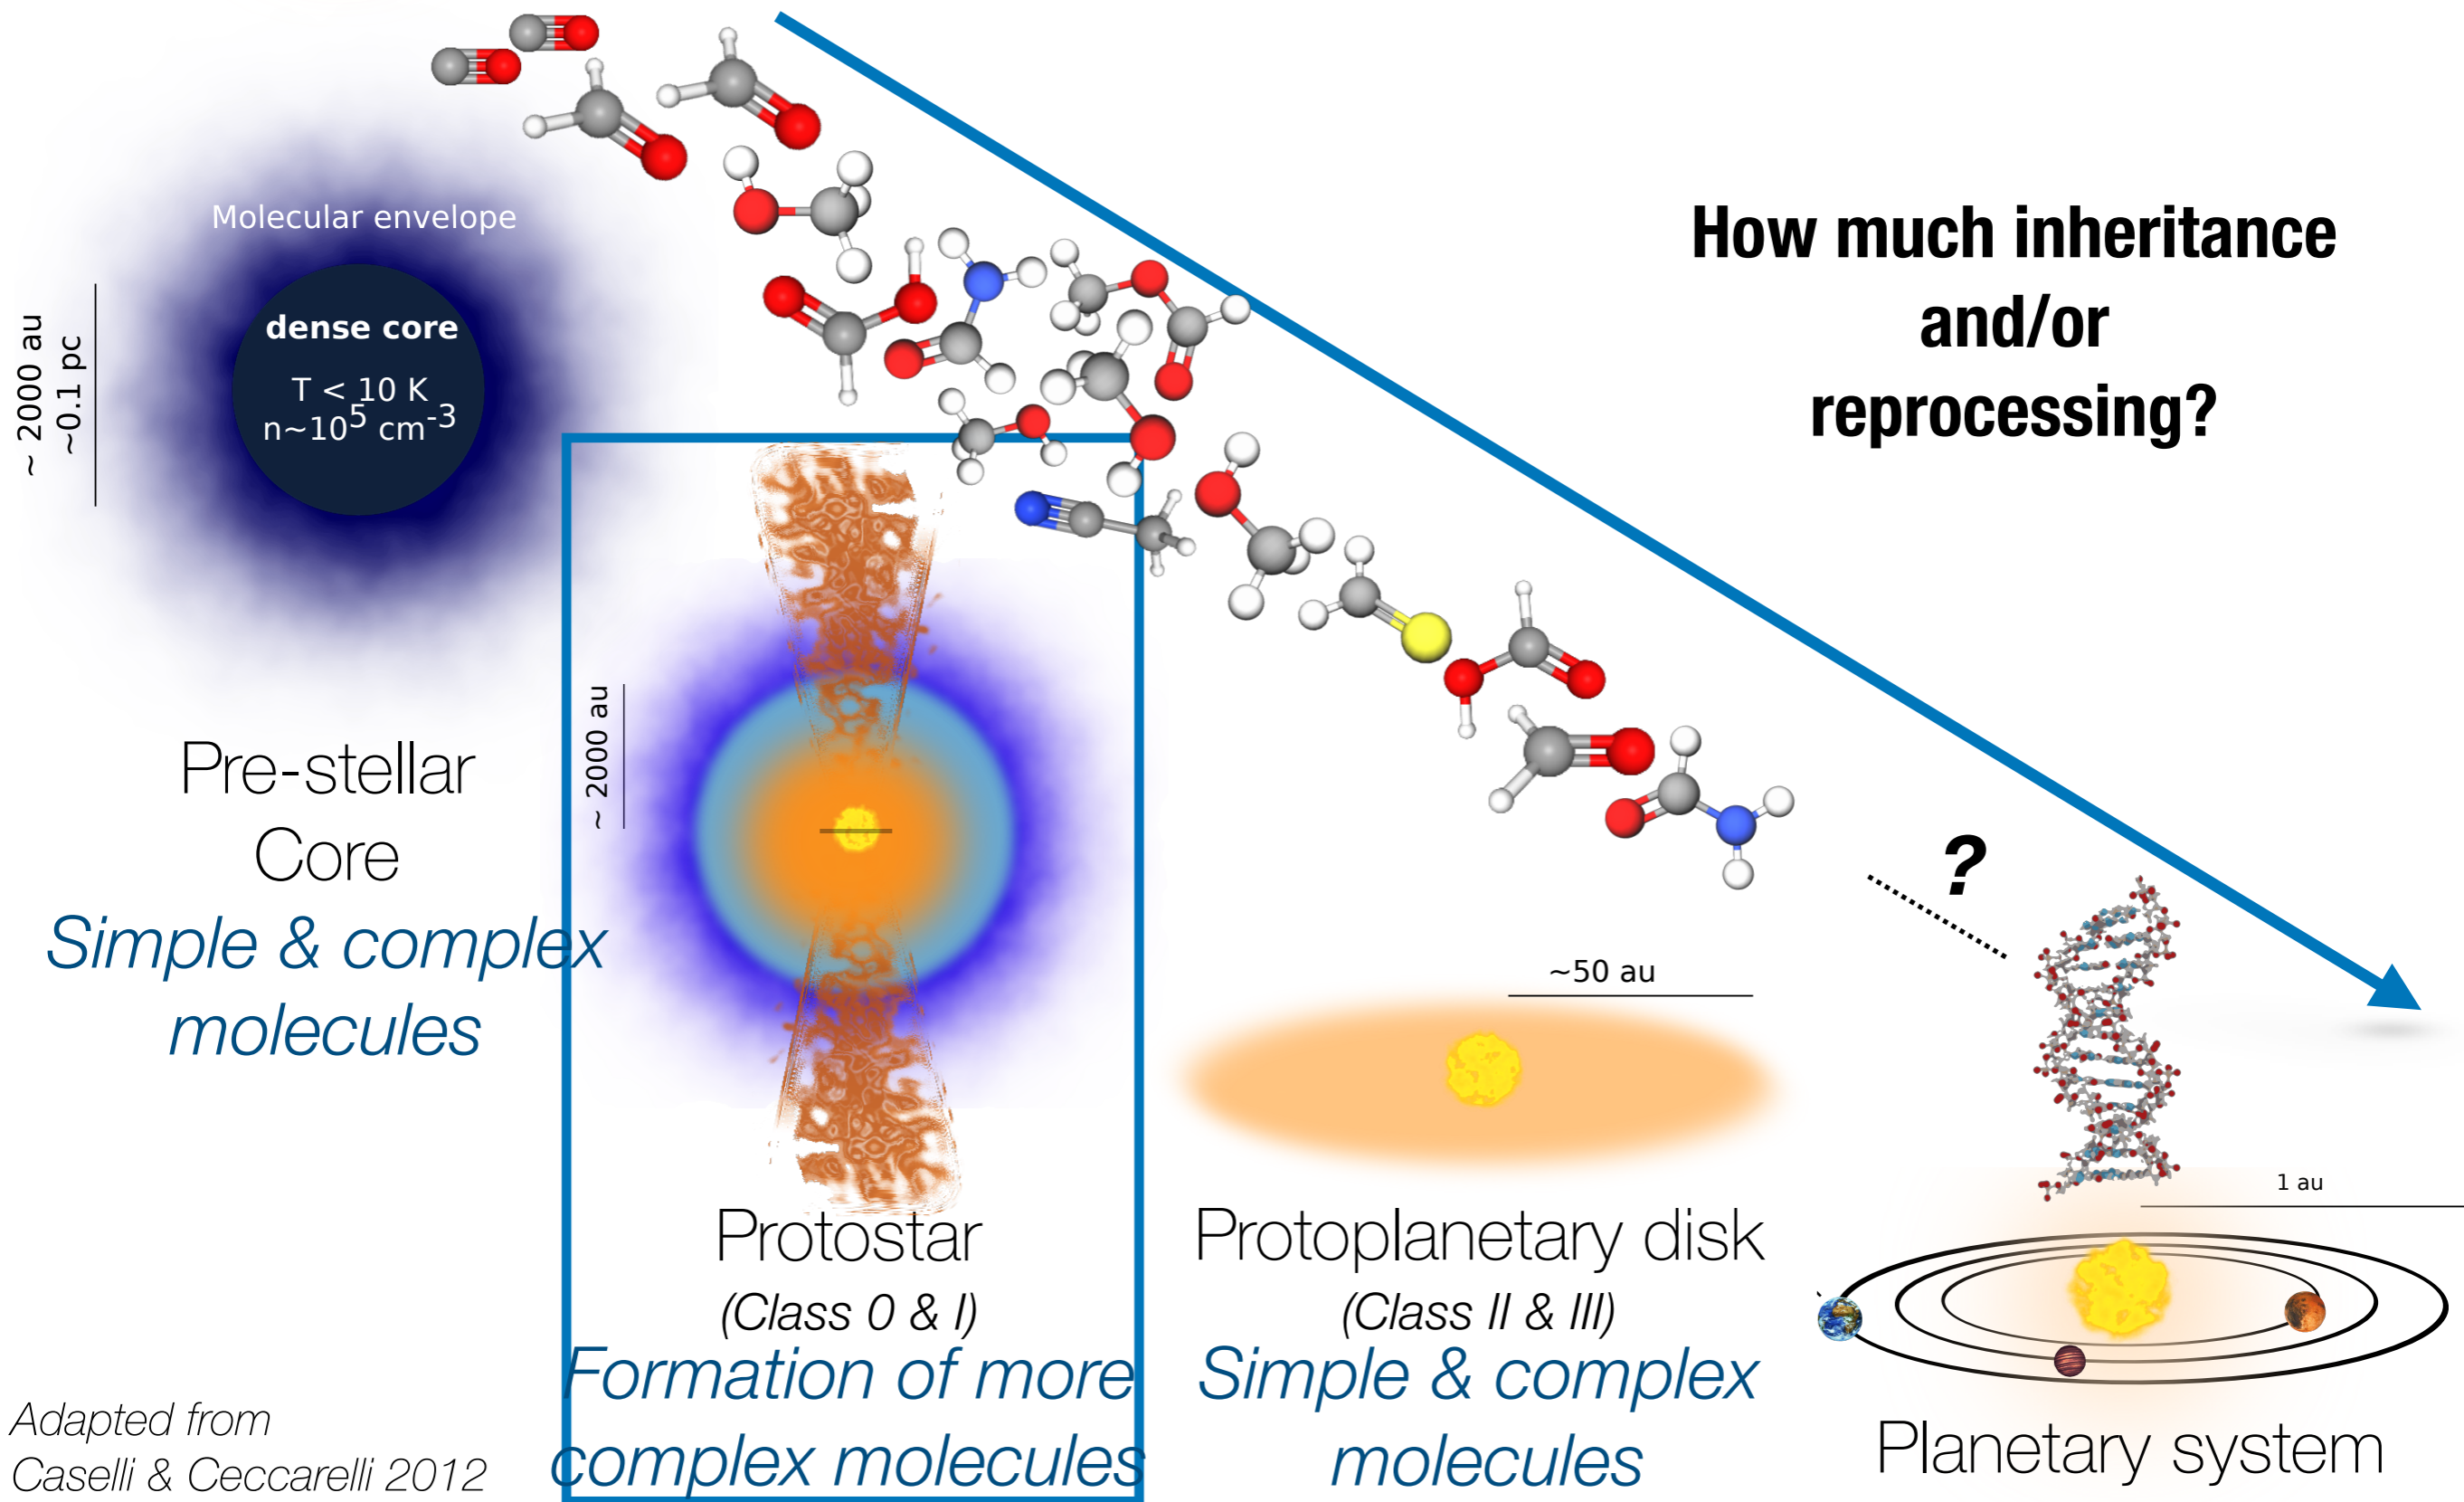 How much inheritance
and/or
reprocessing?
Molecular envelope
dense core
T < 10 K
n~10⁵ cm⁻³
~ 2000 au
~0.1 pc
Pre-stellar
Core
Simple & complex
molecules
~ 2000 au
Protostar
(Class 0 & I)
Formation of more
complex molecules
~50 au
Protoplanetary disk
(Class II & III)
Simple & complex
molecules
?
1 au
Planetary system
Adapted from
Caselli & Ceccarelli 2012